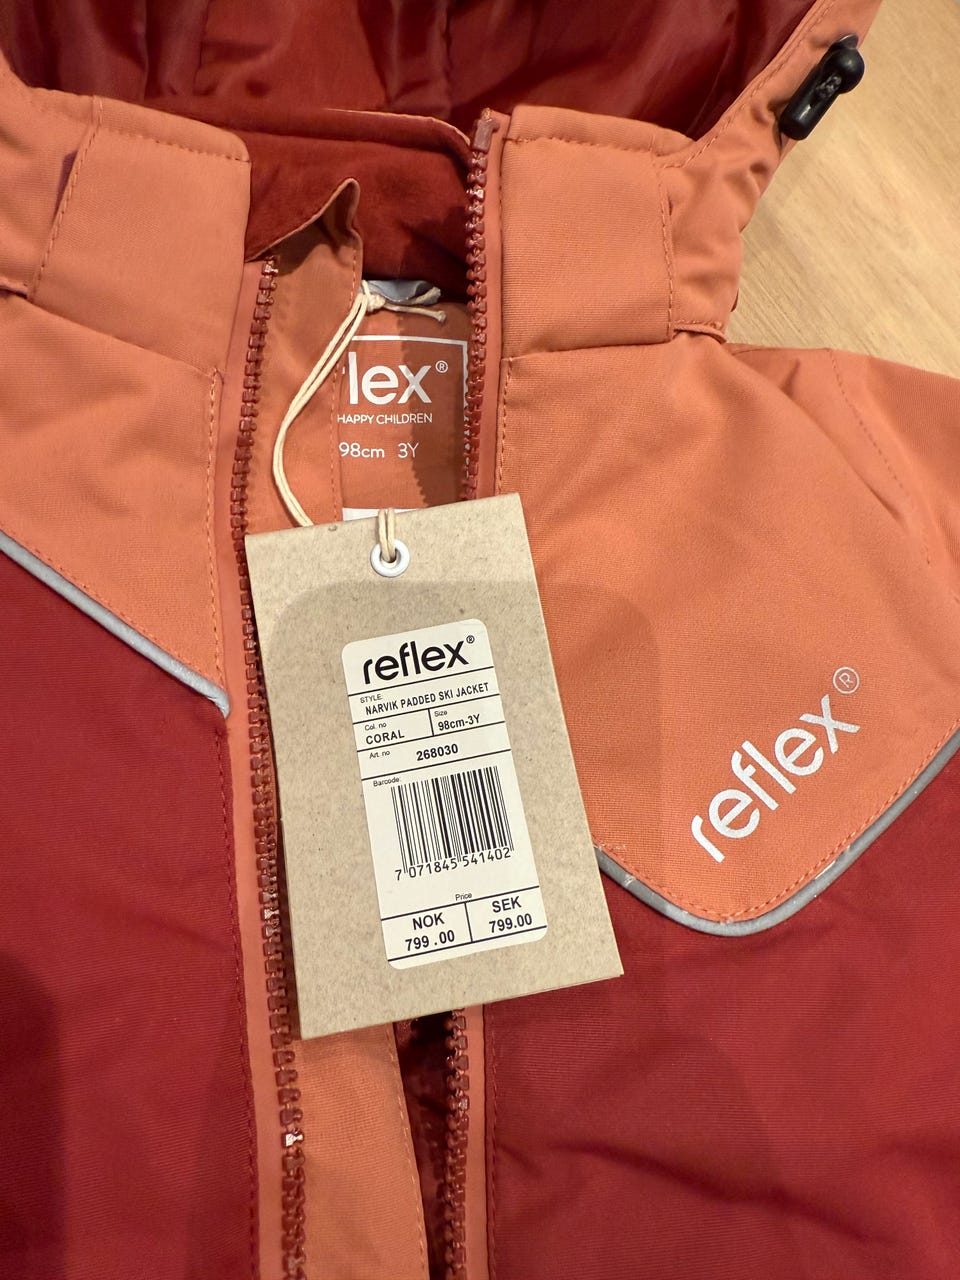 lex®
HAPPY CHILDREN
98cm 3Y
reflex®
STYLE
NARVIK PADDED SKI JACKET
Col. no Size
CORAL 98cm-3Y
Art. no 268030
Barcode:
7 071845 541402
Price
NOK SEK
799.00 799.00
reflex®